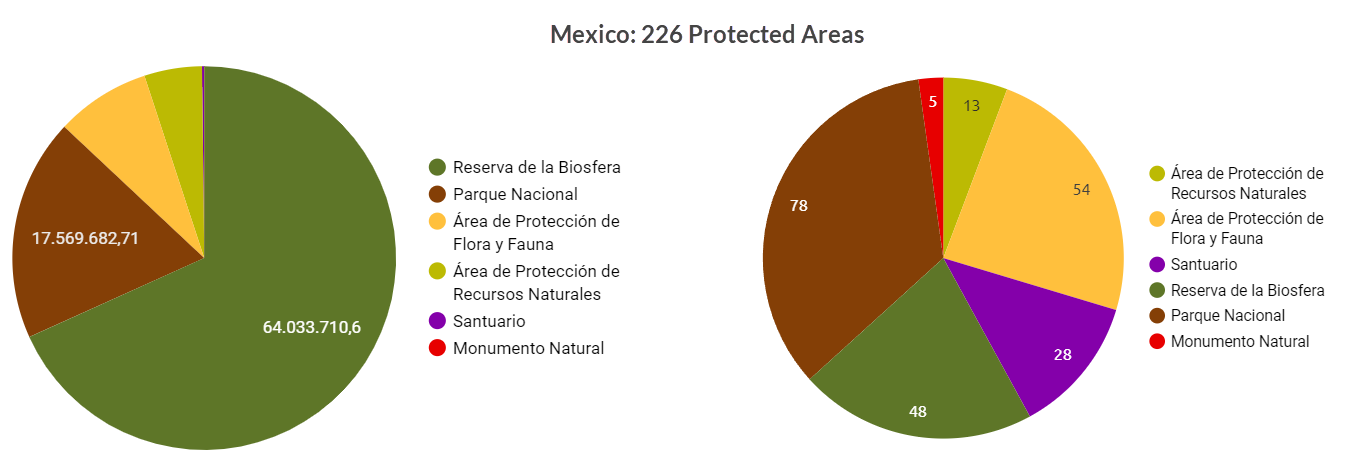 Mexico: 226 Protected Areas
17.569.682,71
64.033.710,6
Reserva de la Biosfera
Parque Nacional
Área de Protección de
Flora y Fauna
Área de Protección de
Recursos Naturales
Santuario
Monumento Natural
5
13
54
78
28
48
Área de Protección de
Recursos Naturales
Área de Protección de
Flora y Fauna
Santuario
Reserva de la Biosfera
Parque Nacional
Monumento Natural